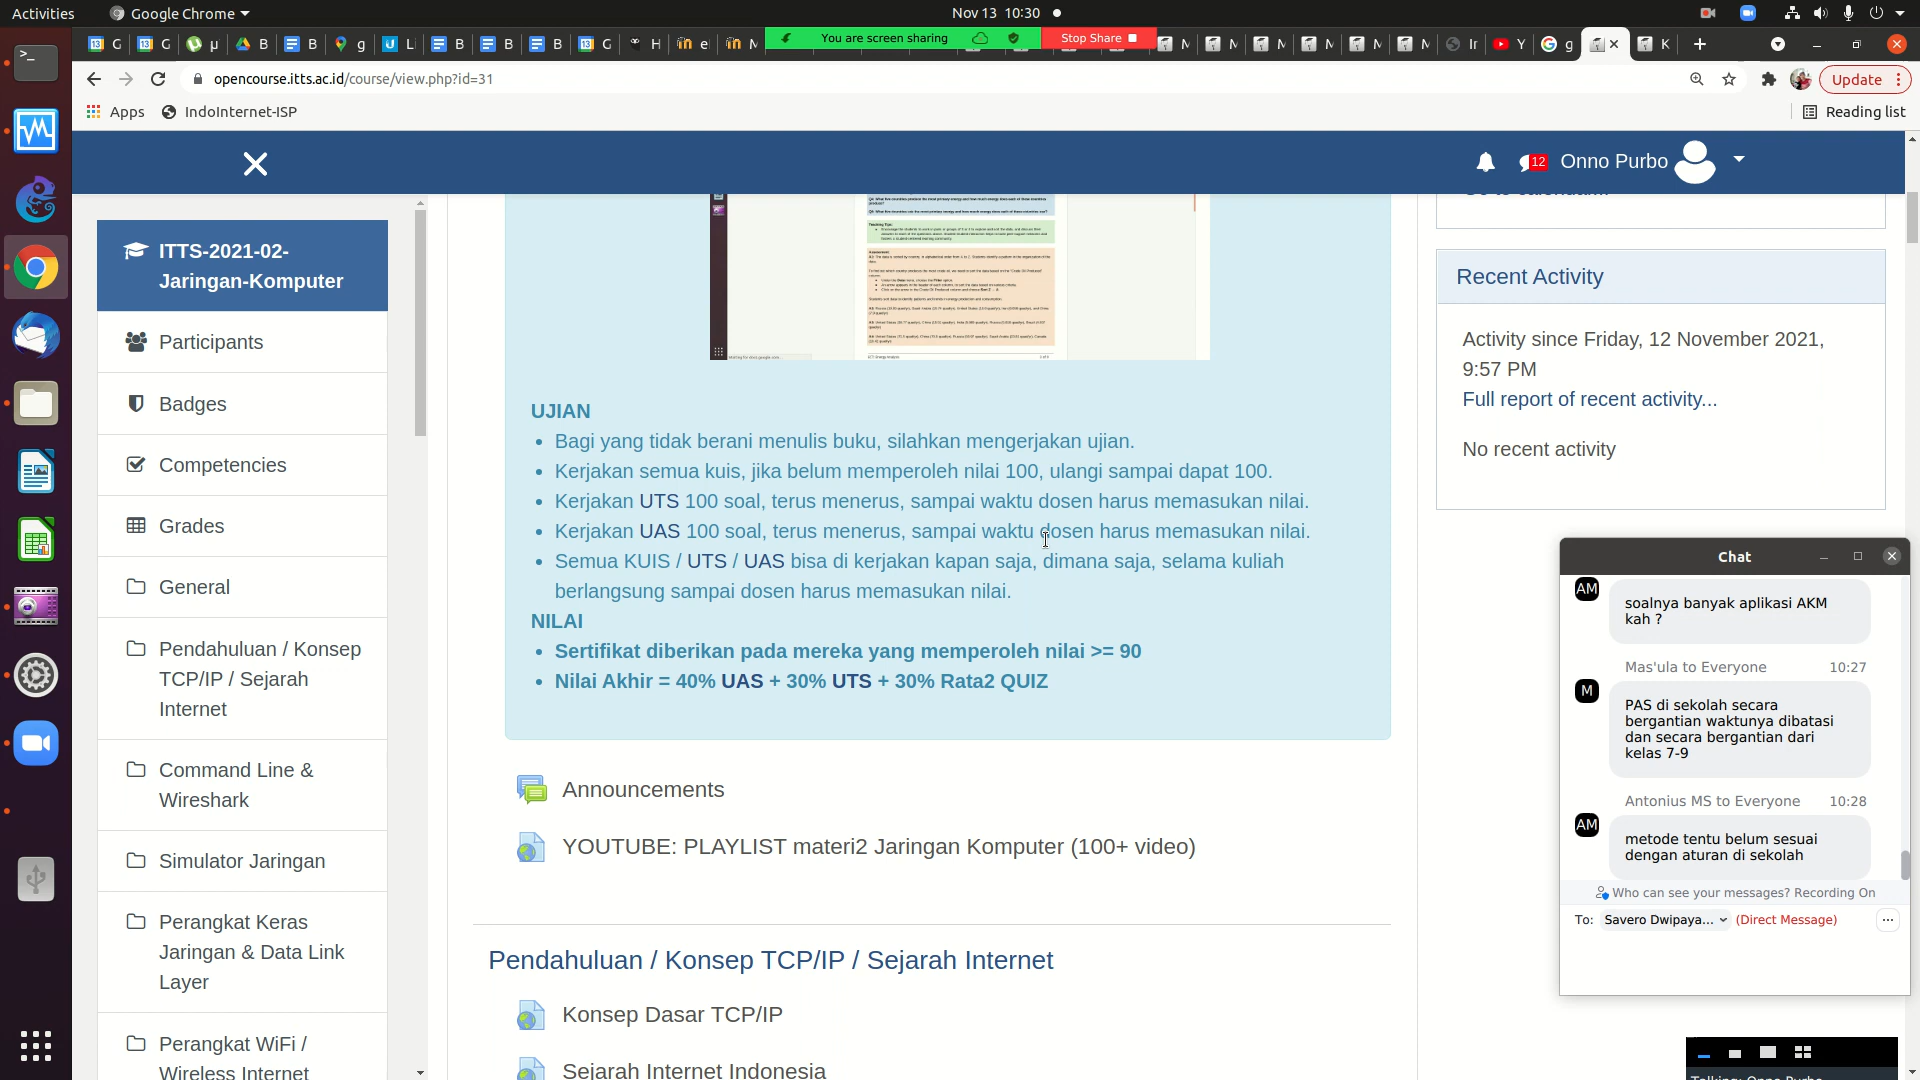 Activities
Google Chrome
Nov 13 10:30
You are screen sharing
Stop Share
opencourse.itts.ac.id/course/view.php?id=31
Update
Apps
IndoInternet-ISP
Reading list
12
Onno Purbo
ITTS-2021-02-
Jaringan-Komputer
Participants
Badges
Competencies
Grades
General
Pendahuluan / Konsep
TCP/IP / Sejarah
Internet
Command Line &
Wireshark
Simulator Jaringan
Perangkat Keras
Jaringan & Data Link
Layer
Perangkat WiFi /
Wireless Internet
UJIAN
Bagi yang tidak berani menulis buku, silahkan mengerjakan ujian.
Kerjakan semua kuis, jika belum memperoleh nilai 100, ulangi sampai dapat 100.
Kerjakan UTS 100 soal, terus menerus, sampai waktu dosen harus memasukan nilai.
Kerjakan UAS 100 soal, terus menerus, sampai waktu dosen harus memasukan nilai.
Semua KUIS / UTS / UAS bisa di kerjakan kapan saja, dimana saja, selama kuliah
berlangsung sampai dosen harus memasukan nilai.
NILAI
Sertifikat diberikan pada mereka yang memperoleh nilai >= 90
Nilai Akhir = 40% UAS + 30% UTS + 30% Rata2 QUIZ
Announcements
YOUTUBE: PLAYLIST materi2 Jaringan Komputer (100+ video)
Pendahuluan / Konsep TCP/IP / Sejarah Internet
Konsep Dasar TCP/IP
Sejarah Internet Indonesia
Recent Activity
Activity since Friday, 12 November 2021,
9:57 PM
Full report of recent activity...
No recent activity
Chat
AM
soalnya banyak aplikasi AKM
kah ?
Mas'ula to Everyone 10:27
M
PAS di sekolah secara
bergantian waktunya dibatasi
dan secara bergantian dari
kelas 7-9
Antonius MS to Everyone 10:28
AM
metode tentu belum sesuai
dengan aturan di sekolah
Who can see your messages? Recording On
To: Savero Dwipaya... (Direct Message)